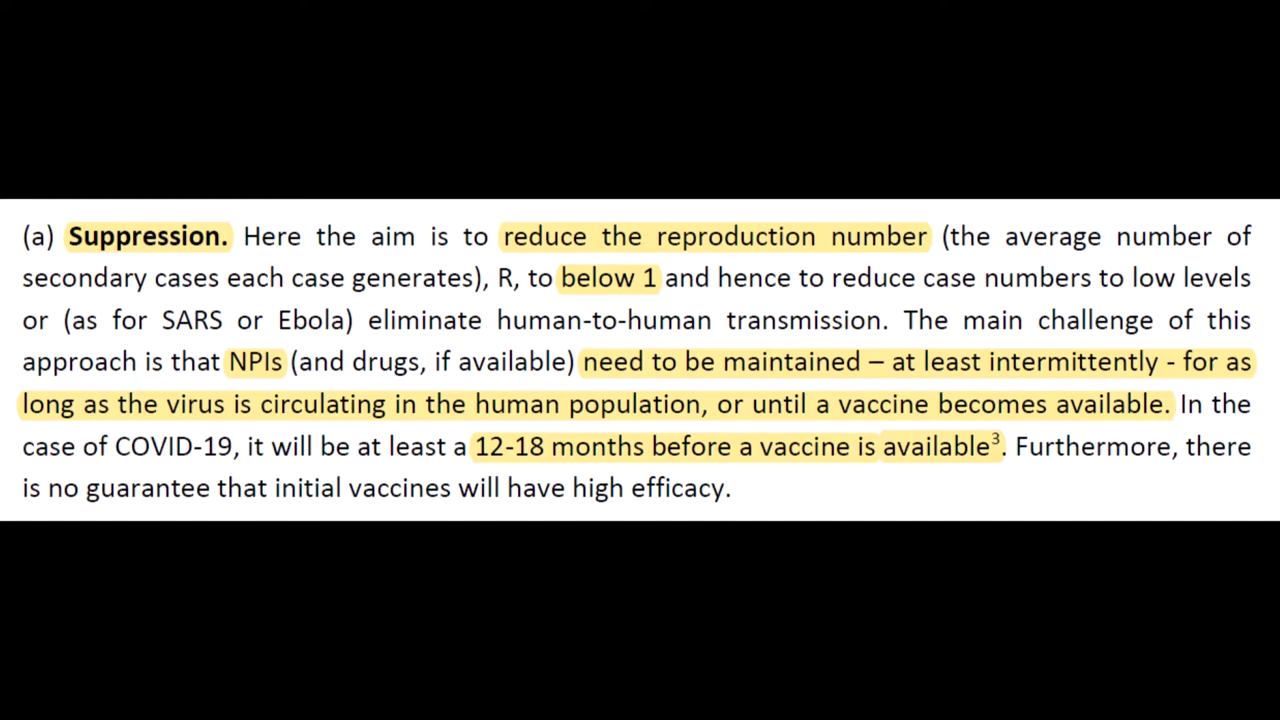 (a) Suppression. Here the aim is to reduce the reproduction number (the average number of
secondary cases each case generates), R, to below 1 and hence to reduce case numbers to low levels
or (as for SARS or Ebola) eliminate human-to-human transmission. The main challenge of this
approach is that NPIs (and drugs, if available) need to be maintained – at least intermittently - for as
long as the virus is circulating in the human population, or until a vaccine becomes available. In the
case of COVID-19, it will be at least a 12-18 months before a vaccine is available³. Furthermore, there
is no guarantee that initial vaccines will have high efficacy.